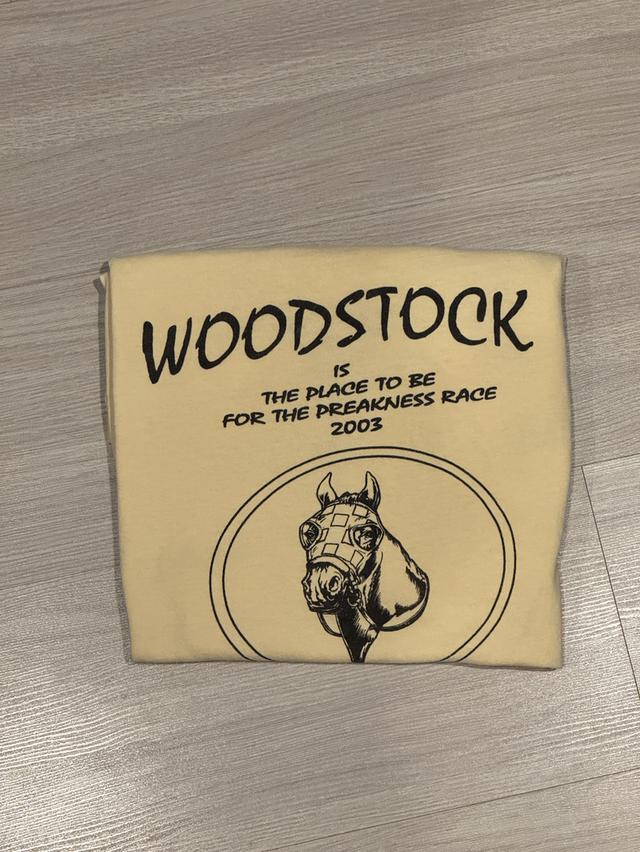 WOODSTOCK
IS
THE PLACE TO BE
FOR THE PREAKNESS RACE
2003